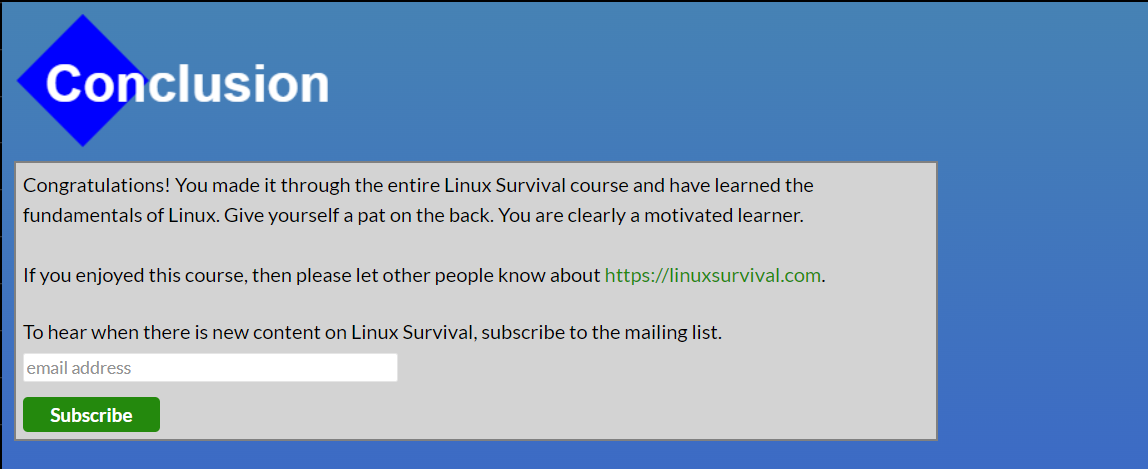 Conclusion
Congratulations! You made it through the entire Linux Survival course and have learned the
fundamentals of Linux. Give yourself a pat on the back. You are clearly a motivated learner.
If you enjoyed this course, then please let other people know about https://linuxsurvival.com.
To hear when there is new content on Linux Survival, subscribe to the mailing list.
email address
Subscribe